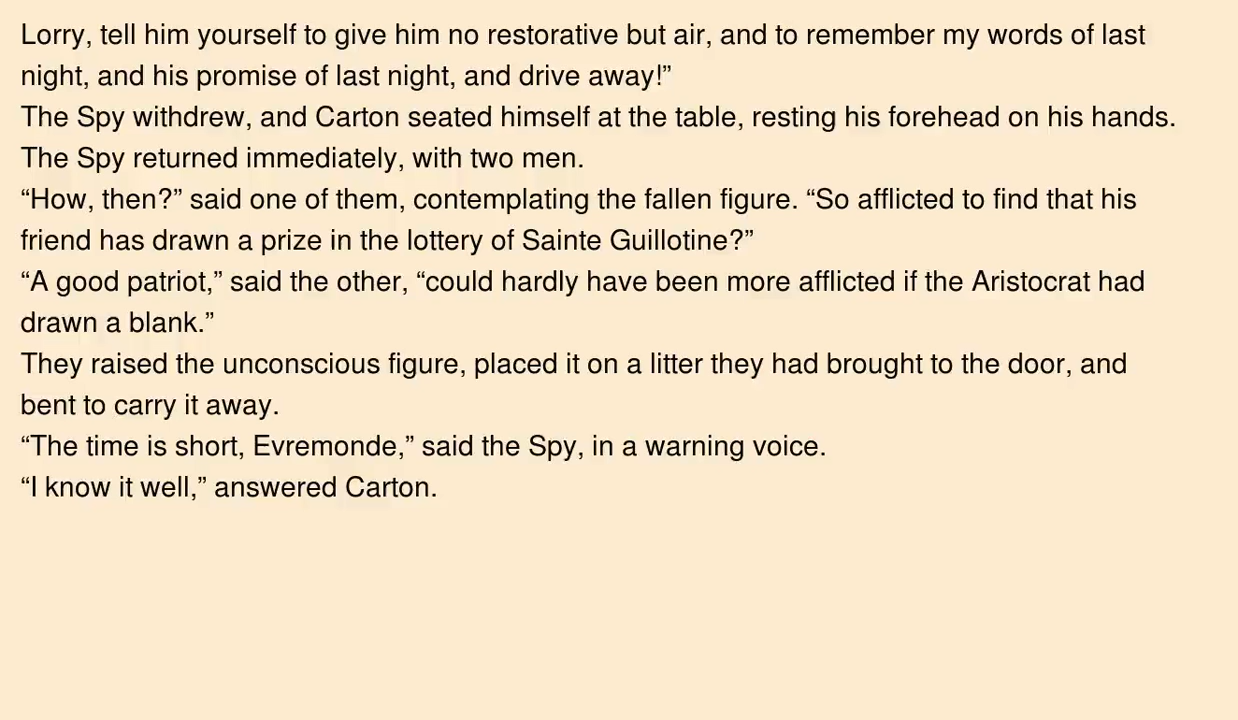 Lorry, tell him yourself to give him no restorative but air, and to remember my words of last
night, and his promise of last night, and drive away!”
The Spy withdrew, and Carton seated himself at the table, resting his forehead on his hands.
The Spy returned immediately, with two men.
“How, then?” said one of them, contemplating the fallen figure. “So afflicted to find that his
friend has drawn a prize in the lottery of Sainte Guillotine?”
“A good patriot,” said the other, “could hardly have been more afflicted if the Aristocrat had
drawn a blank.”
They raised the unconscious figure, placed it on a litter they had brought to the door, and
bent to carry it away.
“The time is short, Evremonde,” said the Spy, in a warning voice.
“I know it well,” answered Carton.